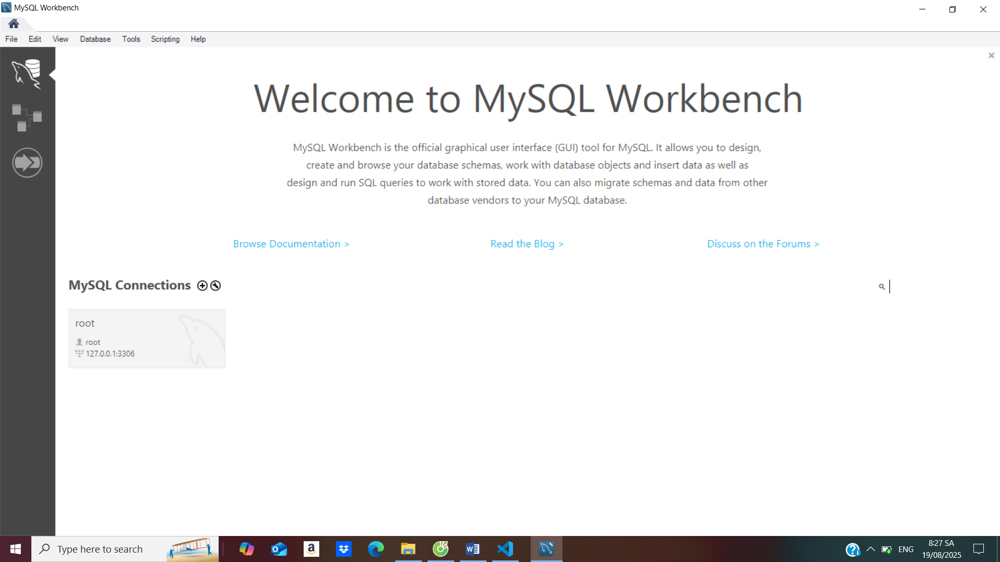 MySQL Workbench
File Edit View Database Tools Scripting Help
Welcome to MySQL Workbench
MySQL Workbench is the official graphical user interface (GUI) tool for MySQL. It allows you to design,
create and browse your database schemas, work with database objects and insert data as well as
design and run SQL queries to work with stored data. You can also migrate schemas and data from other
database vendors to your MySQL database.
Browse Documentation > Read the Blog > Discuss on the Forums >
MySQL Connections
root
root
127.0.0.1:3306
Type here to search
ENG
8:27 SA
19/08/2025